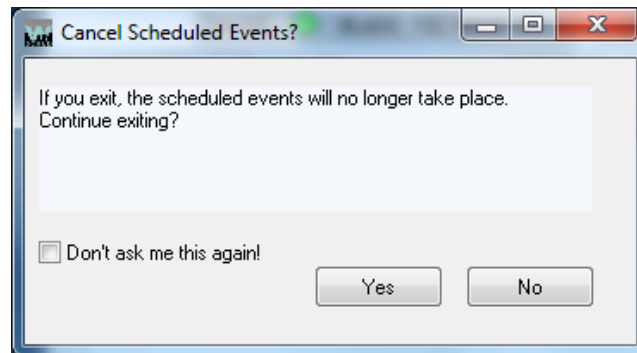 Cancel Scheduled Events?
If you exit, the scheduled events will no longer take place.
Continue exiting?
Don't ask me this again!
Yes
No